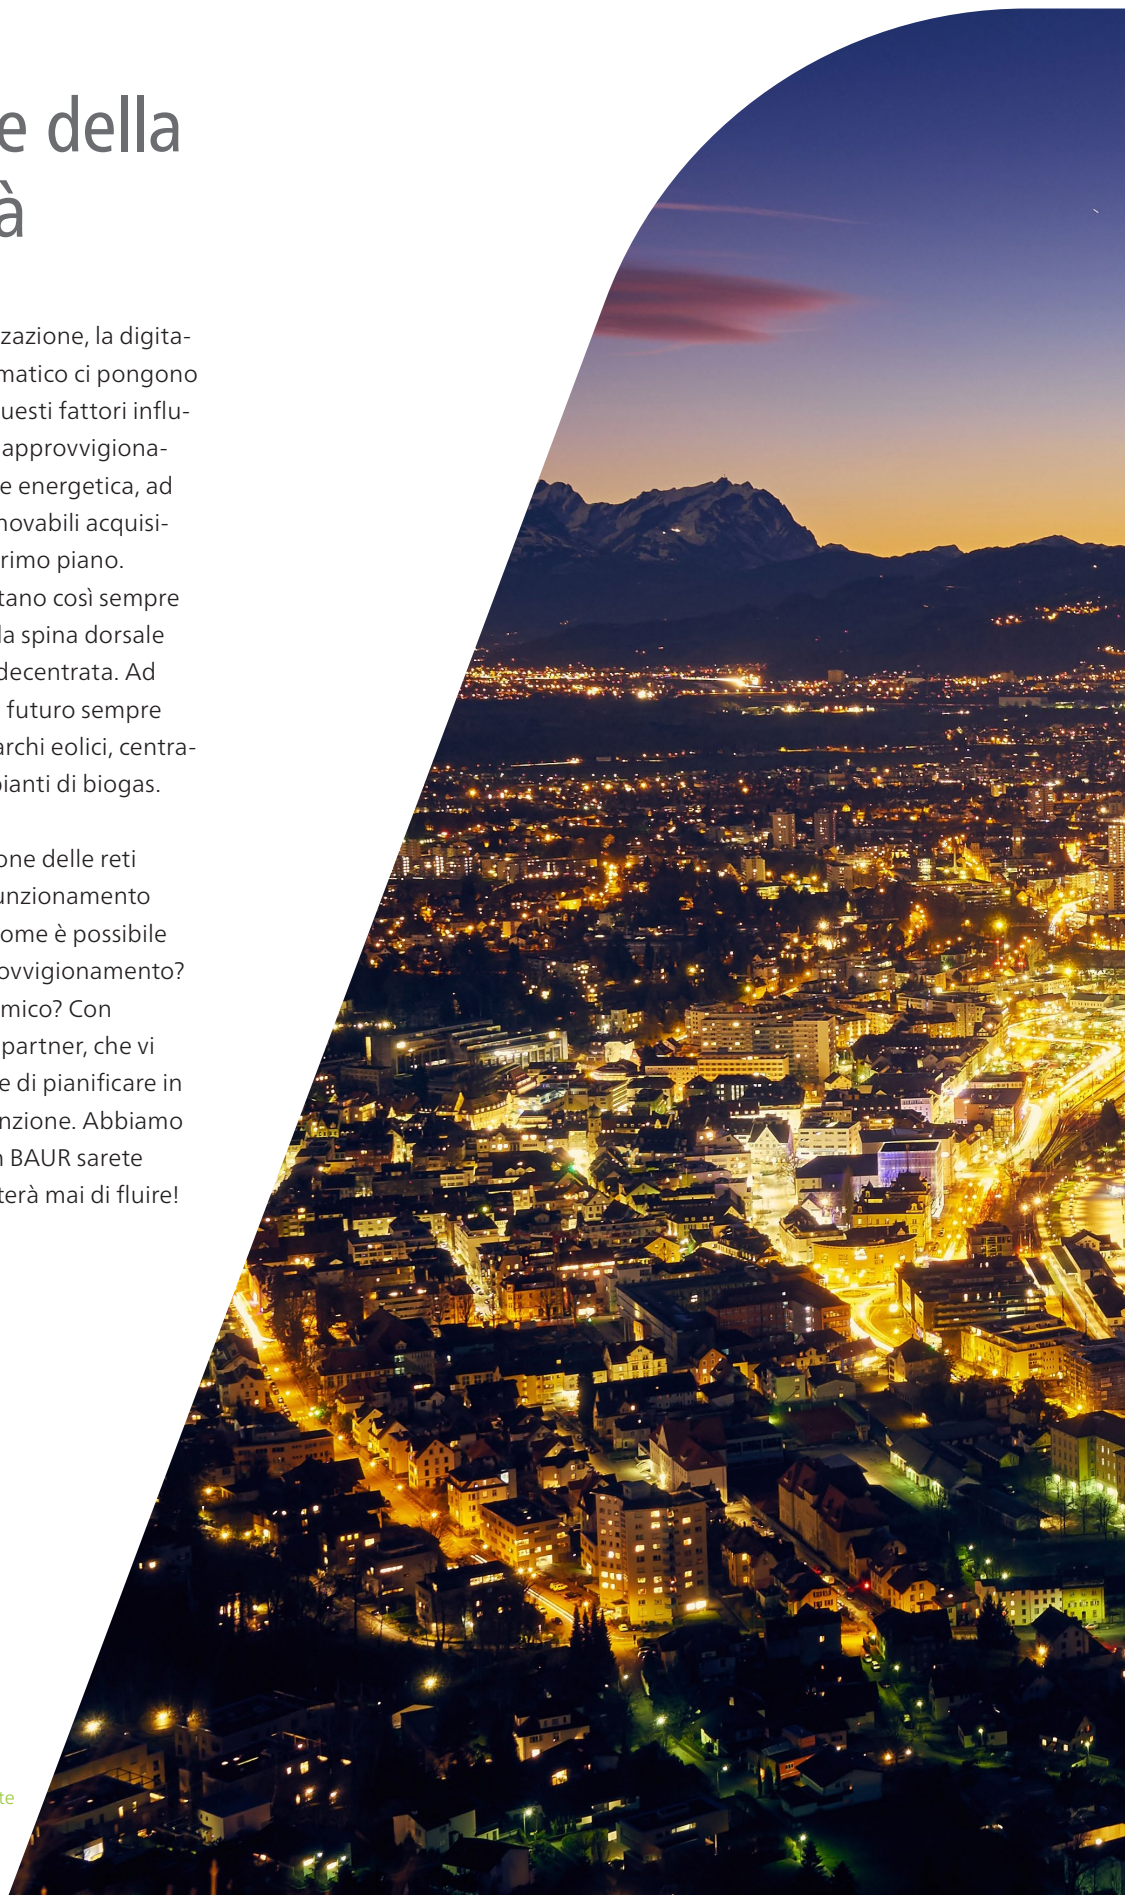 e della
à
zazione, la digita-
matico ci pongono
uesti fattori influ-
approvvigiona-
e energetica, ad
novabili acquisi-
rimo piano.
tano così sempre
la spina dorsale
decentrata. Ad
futuro sempre
archi eolici, centra-
pianti di biogas.
one delle reti
unzionamento
ome è possibile
ovvigionamento?
mico? Con
partner, che vi
e di pianificare in
nzione. Abbiamo
n BAUR sarete
terà mai di fluire!
te